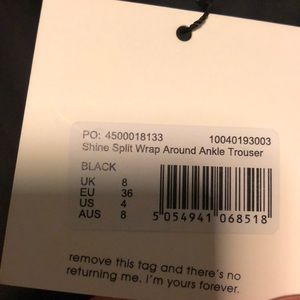 PO: 4500018133 10040193003
Shine Split Wrap Around Ankle Trouser
BLACK
UK 8
EU 36
US 4
AUS 8
5 054941 068518
remove this tag and there's no
returning me. I'm yours forever.